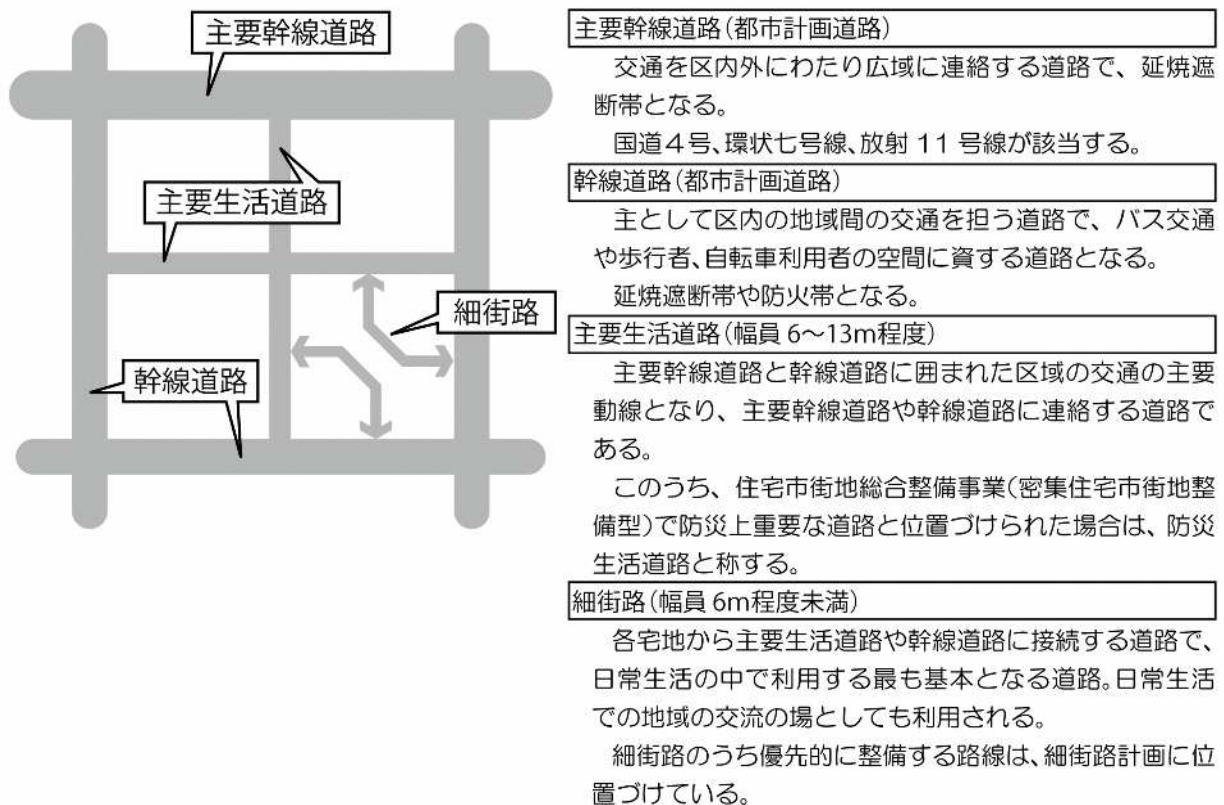 主要幹線道路
主要生活道路
細街路
幹線道路
主要幹線道路(都市計画道路)
交通を区内外にわたり広域に連絡する道路で、延焼遮
断帯となる。
国道4号、環状七号線、放射 11 号線が該当する。
幹線道路(都市計画道路)
主として区内の地域間の交通を担う道路で、バス交通
や歩行者、自転車利用者の空間に資する道路となる。
延焼遮断帯や防火帯となる。
主要生活道路(幅員 6~13m程度)
主要幹線道路と幹線道路に囲まれた区域の交通の主要
動線となり、主要幹線道路や幹線道路に連絡する道路で
ある。
このうち、住宅市街地総合整備事業(密集住宅市街地整
備型)で防災上重要な道路と位置づけられた場合は、防災
生活道路と称する。
細街路(幅員 6m程度未満)
各宅地から主要生活道路や幹線道路に接続する道路で、
日常生活の中で利用する最も基本となる道路。日常生活
での地域の交流の場としても利用される。
細街路のうち優先的に整備する路線は、細街路計画に位
置づけている。